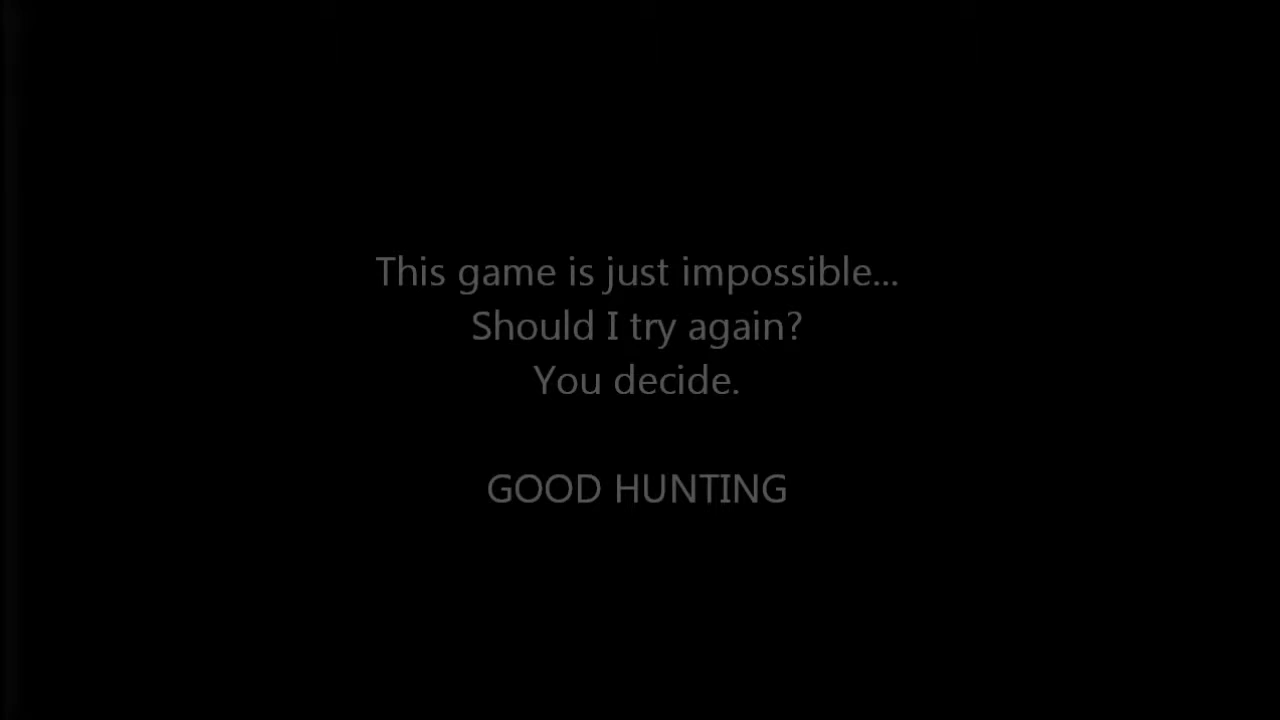 This game is just impossible...
Should I try again?
You decide.
GOOD HUNTING